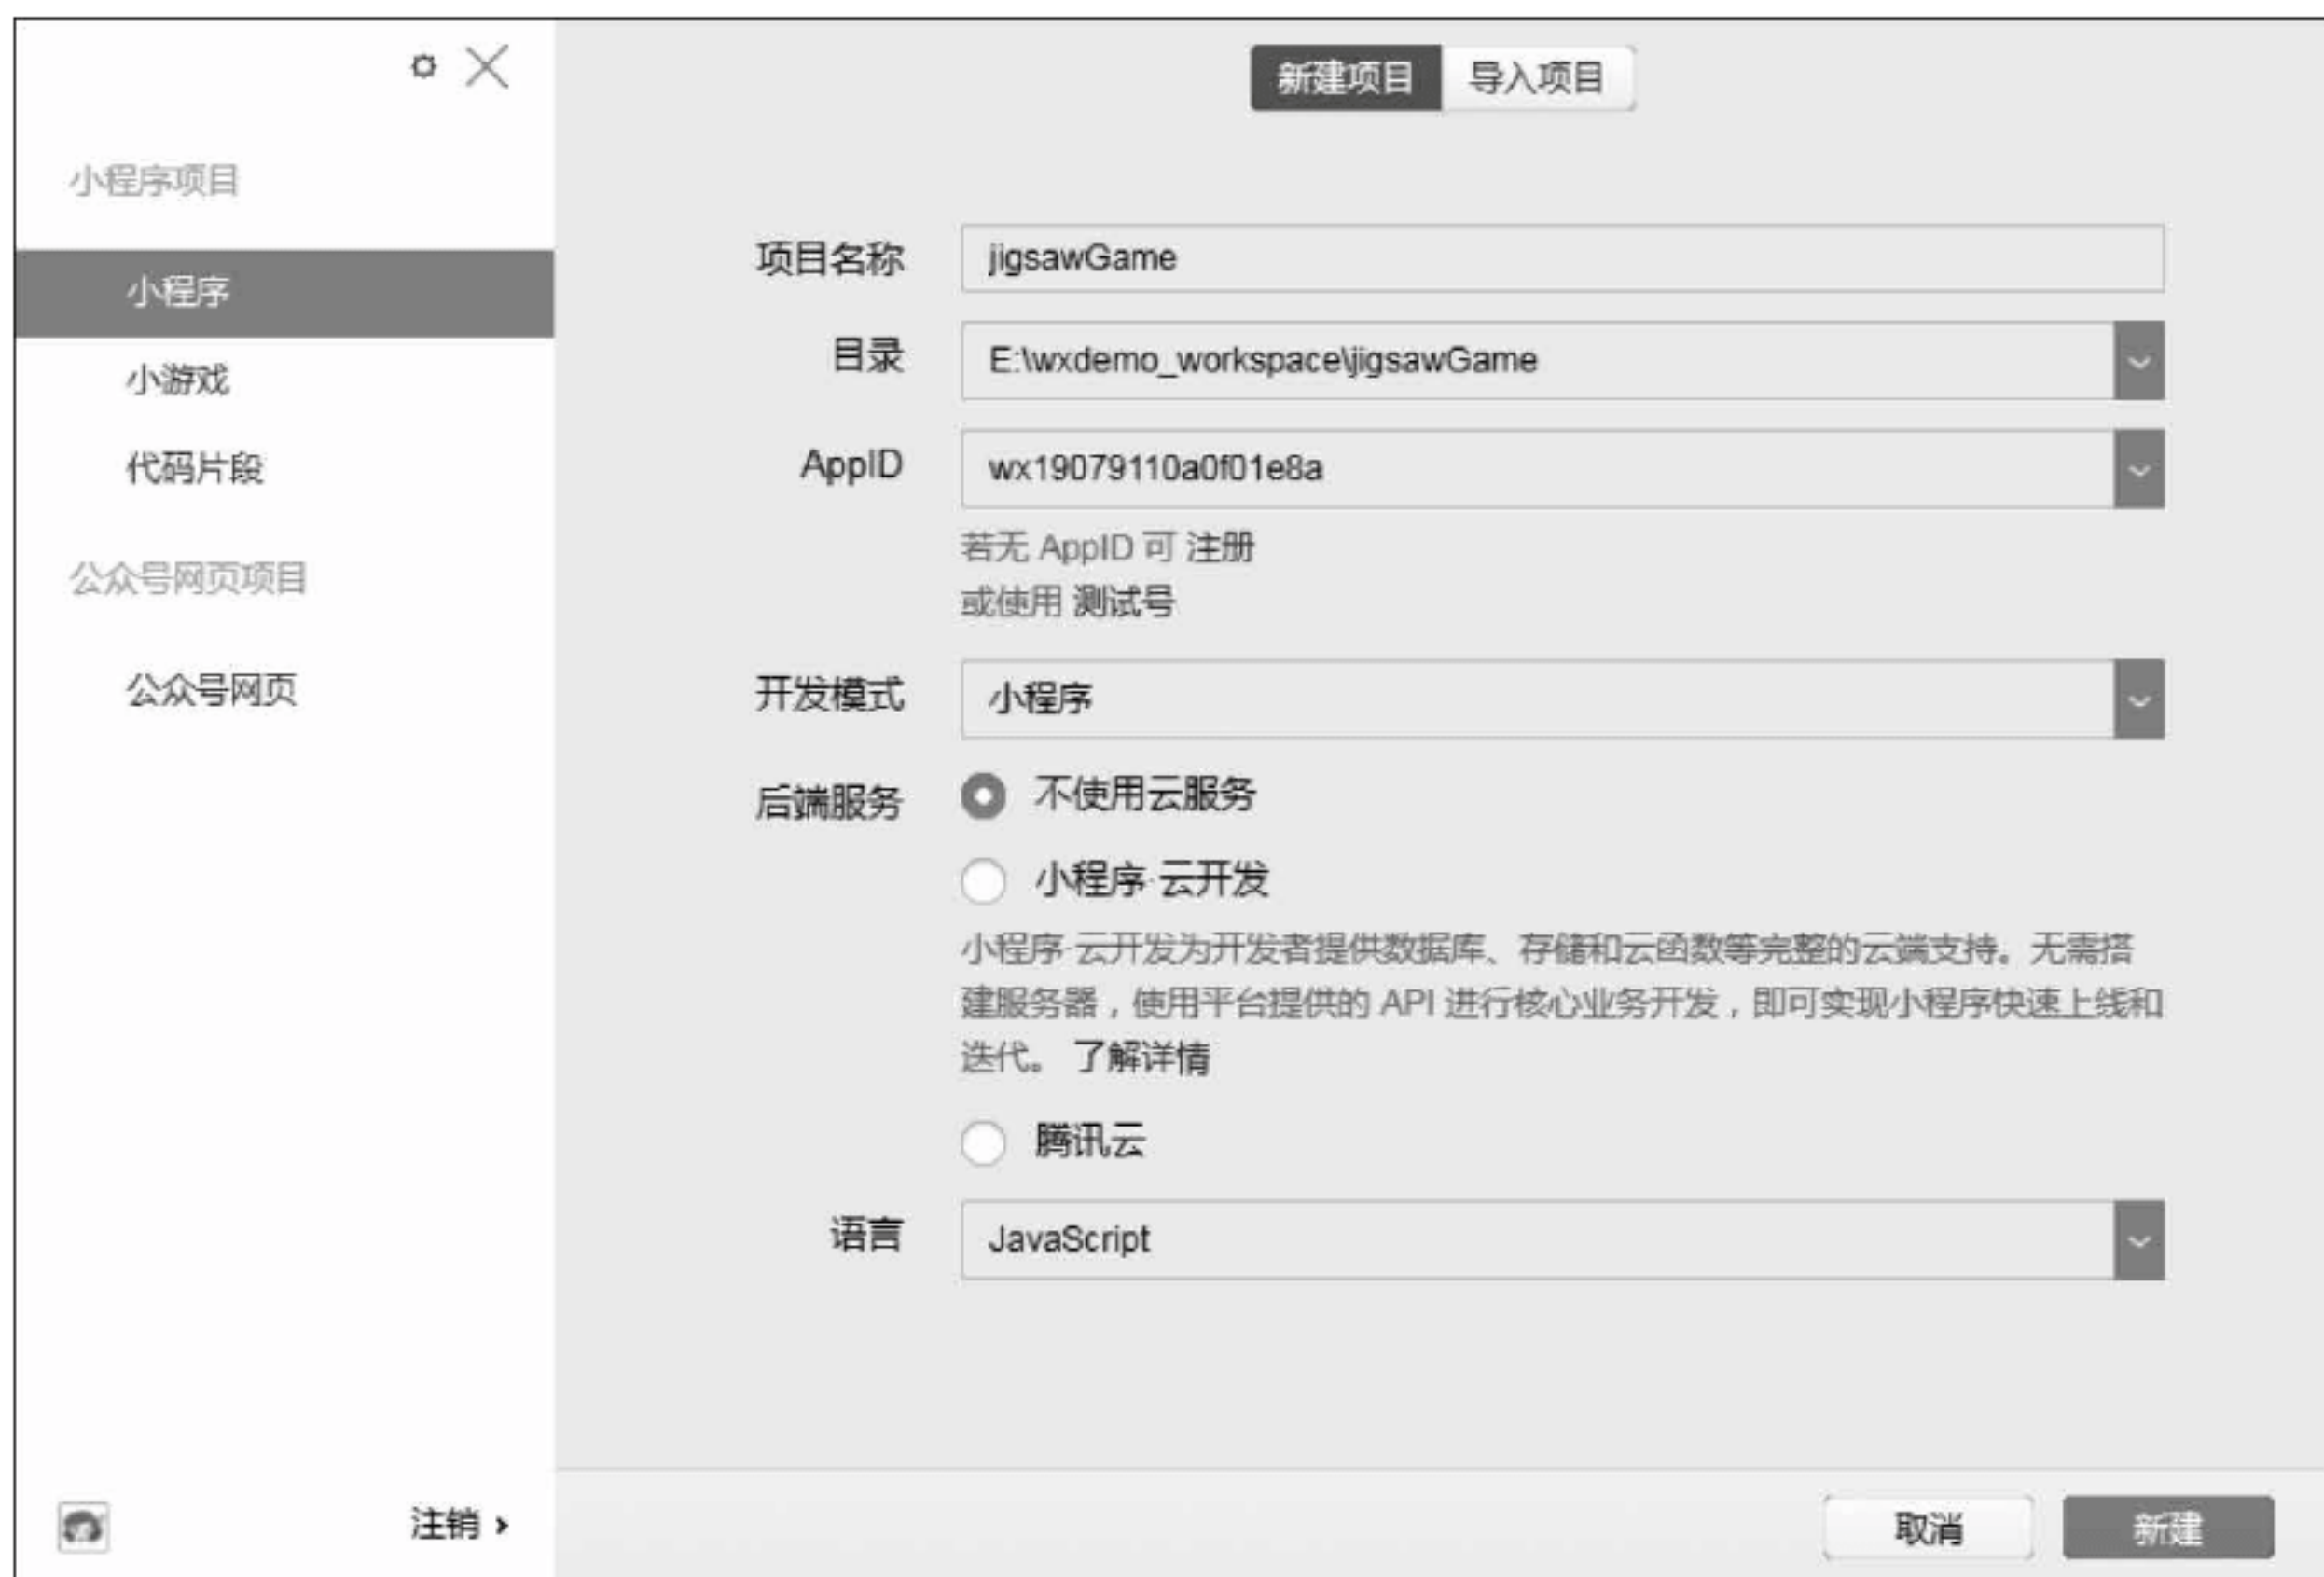 小程序项目
小程序
小游戏
代码片段
公众号网页项目
公众号网页
注销
新建项目 导入项目
项目名称 jigsawGame
目录 E:\wxdemo_workspace\jigsawGame
AppID wx19079110a0f01e8a
若无 AppID 可 注册
或使用 测试号
开发模式 小程序
后端服务 不使用云服务
小程序·云开发
小程序·云开发为开发者提供数据库、存储和云函数等完整的云端支持。无需搭
建服务器，使用平台提供的 API 进行核心业务开发，即可实现小程序快速上线和
迭代。 了解详情
腾讯云
语言 JavaScript
取消 新建